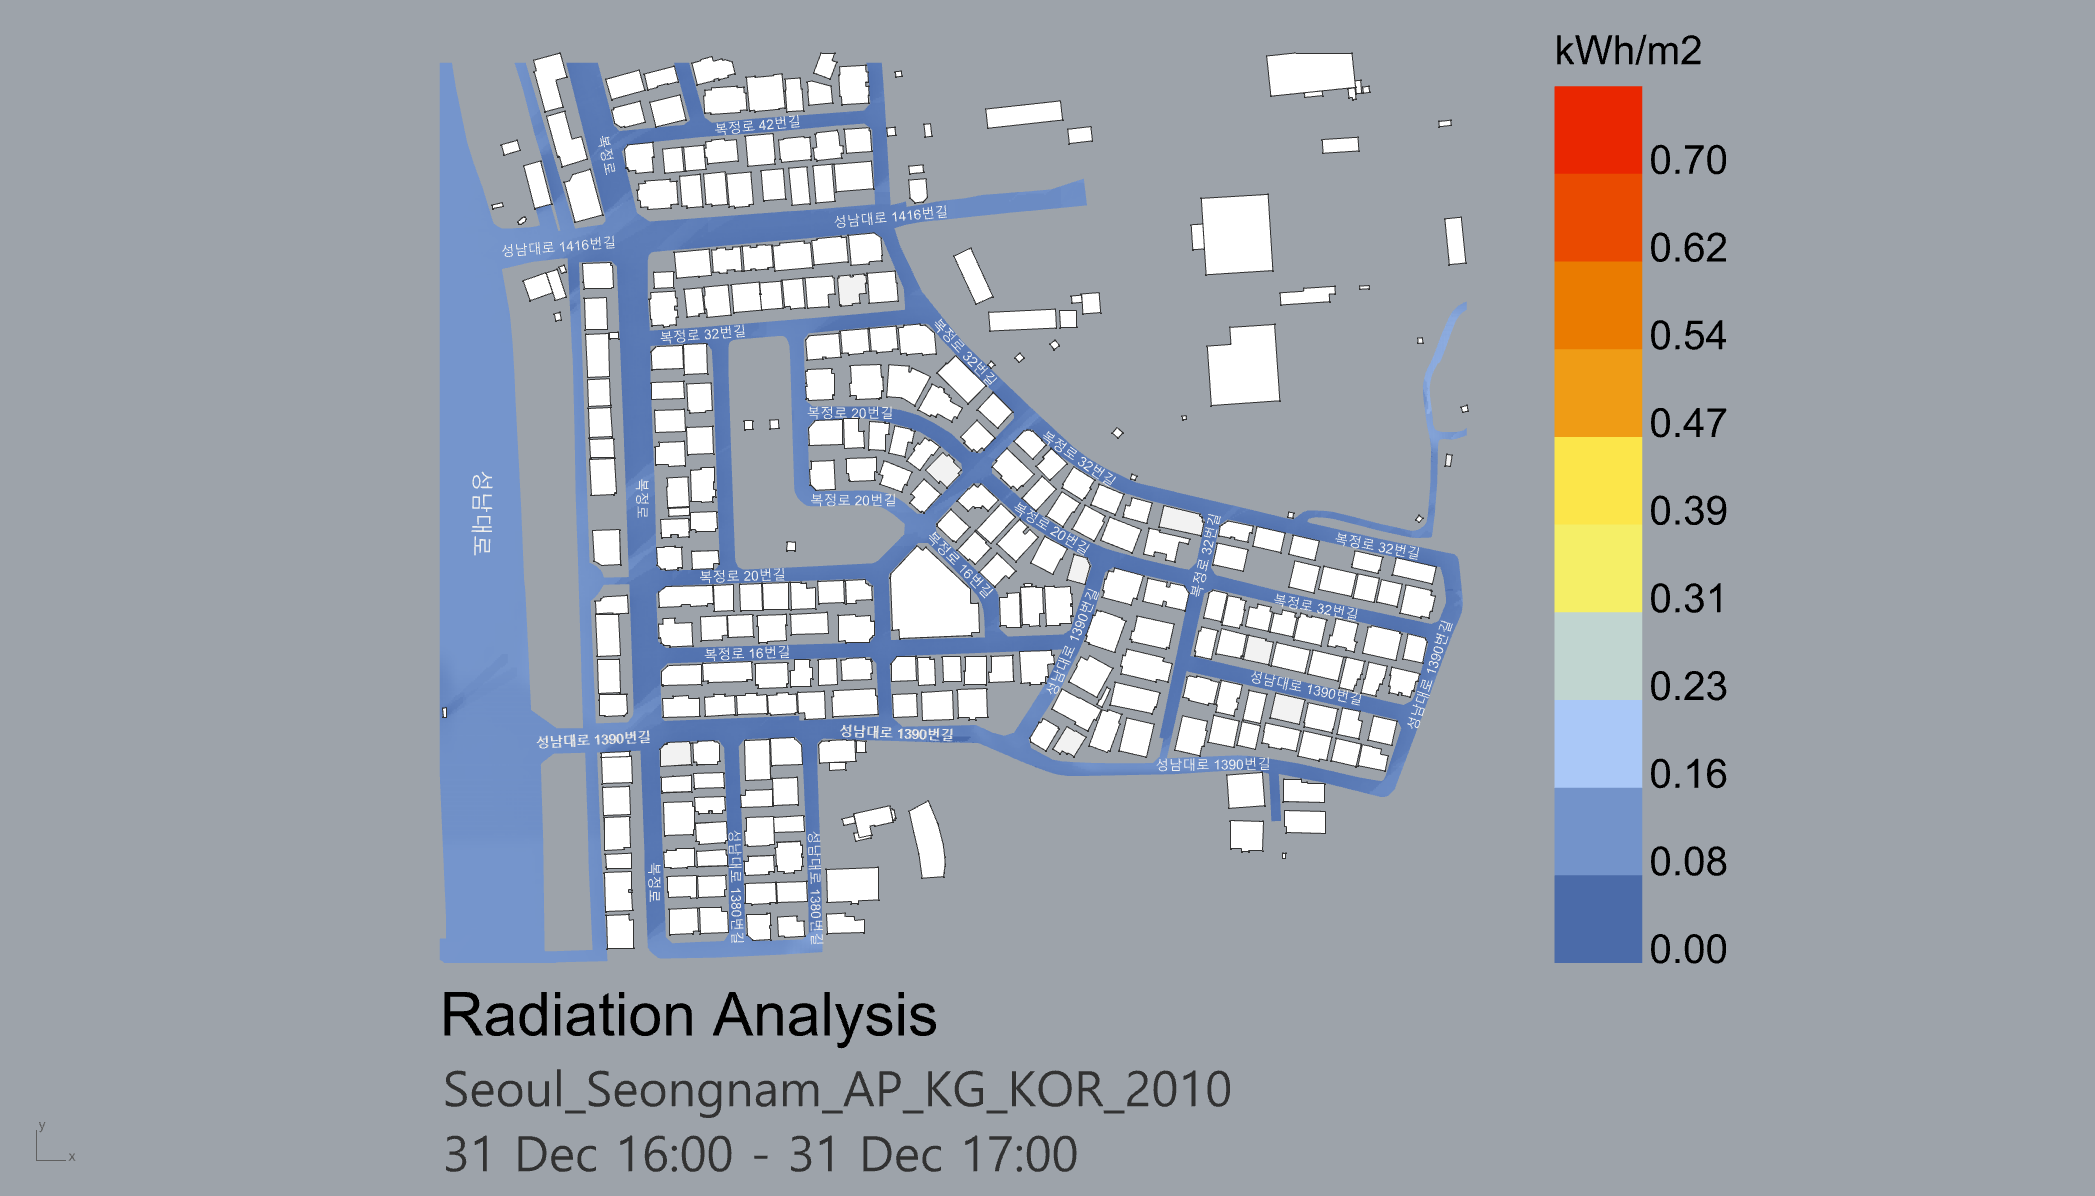 kWh/m2
0.70
0.62
0.54
0.47
0.39
0.31
0.23
0.16
0.08
0.00
복정로 42번길
복정로
성남대로 1416번길
성남대로 1416번길
복정로 32번길
복정로 32번길
복정로 20번길
복정로 32번길
성남대로
복정로
복정로 20번길
복정로 20번길
복정로 32번길
복정로 32번길
복정로 16번길
복정로 20번길
복정로 32번길
성남대로 1390번길
복정로 16번길
성남대로 1390번길
성남대로 1390번길
성남대로 1390번길
성남대로 1390번길
성남대로 1390번길
복정로
성남대로 1380번길
성남대로 1380번길
Radiation Analysis
Seoul_Seongnam_AP_KG_KOR_2010
31 Dec 16:00 - 31 Dec 17:00
y
x